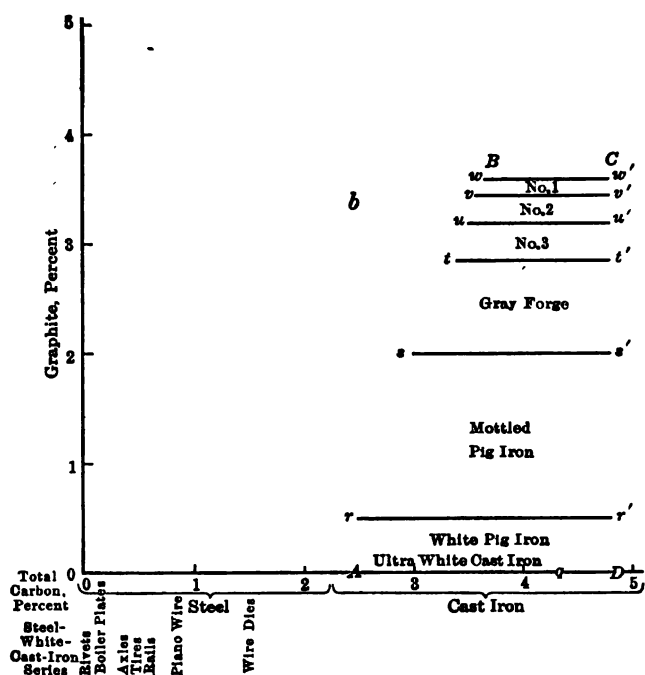 5
4
B C
w w'
No.1
v v'
b
No.2
u u'
3
No.3
t t'
Graphite, Percent
Gray Forge
2
s s'
Mottled
Pig Iron
1
r r'
White Pig Iron
Ultra White Cast Iron
0
A D
Total
Carbon,
Percent
0 1 2 3 4 5
Steel Cast Iron
Steel-
White-
Cast-Iron
Series
Rivets
Boiler Plates
Axles
Tires
Rails
Piano Wire
Wire Dies